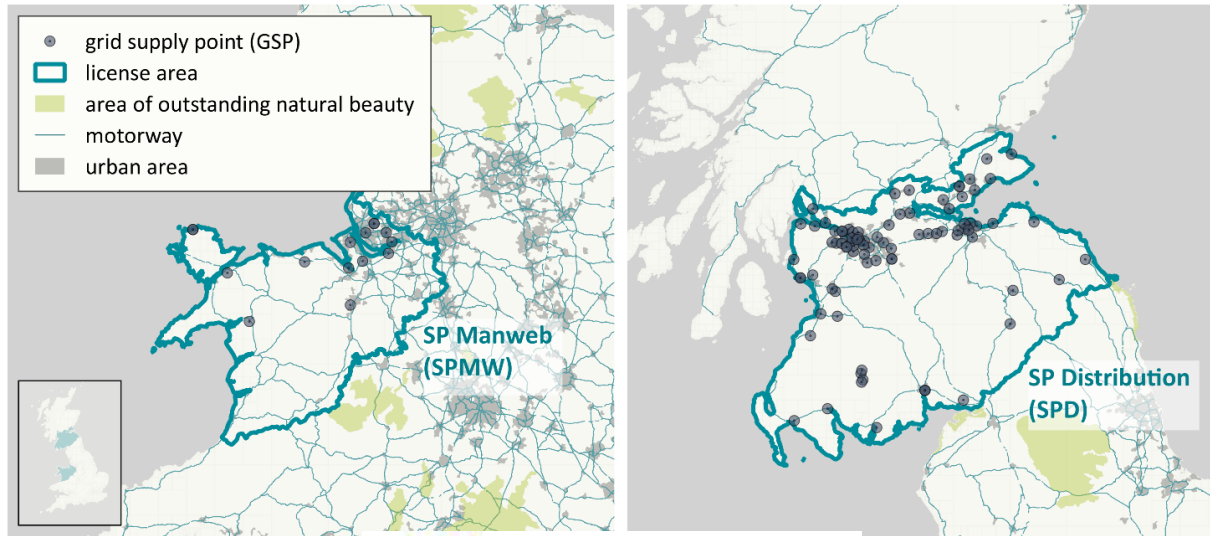 grid supply point (GSP)
license area
area of outstanding natural beauty
motorway
urban area
SP Manweb
(SPMW)
SP Distribution
(SPD)